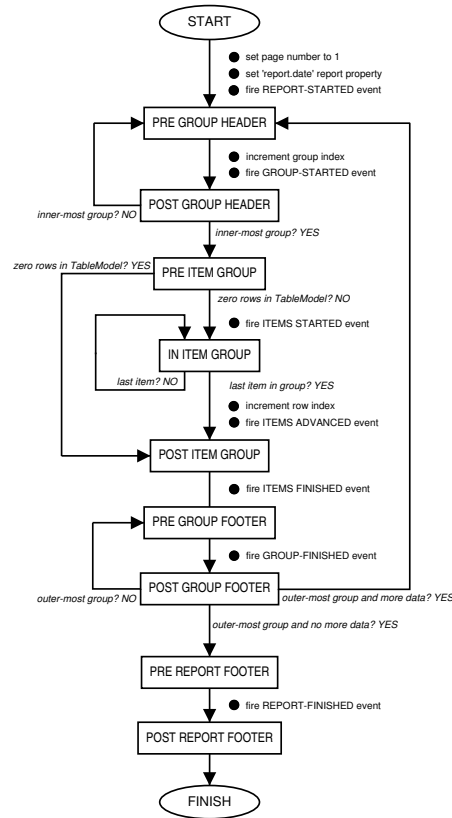 START
set page number to 1
set 'report.date' report property
fire REPORT-STARTED event
PRE GROUP HEADER
increment group index
fire GROUP-STARTED event
POST GROUP HEADER
inner-most group? NO
inner-most group? YES
zero rows in TableModel? YES
PRE ITEM GROUP
zero rows in TableModel? NO
fire ITEMS STARTED event
IN ITEM GROUP
last item? NO
last item in group? YES
increment row index
fire ITEMS ADVANCED event
POST ITEM GROUP
fire ITEMS FINISHED event
PRE GROUP FOOTER
fire GROUP-FINISHED event
POST GROUP FOOTER
outer-most group? NO
outer-most group and more data? YES
outer-most group and no more data? YES
PRE REPORT FOOTER
fire REPORT-FINISHED event
POST REPORT FOOTER
FINISH